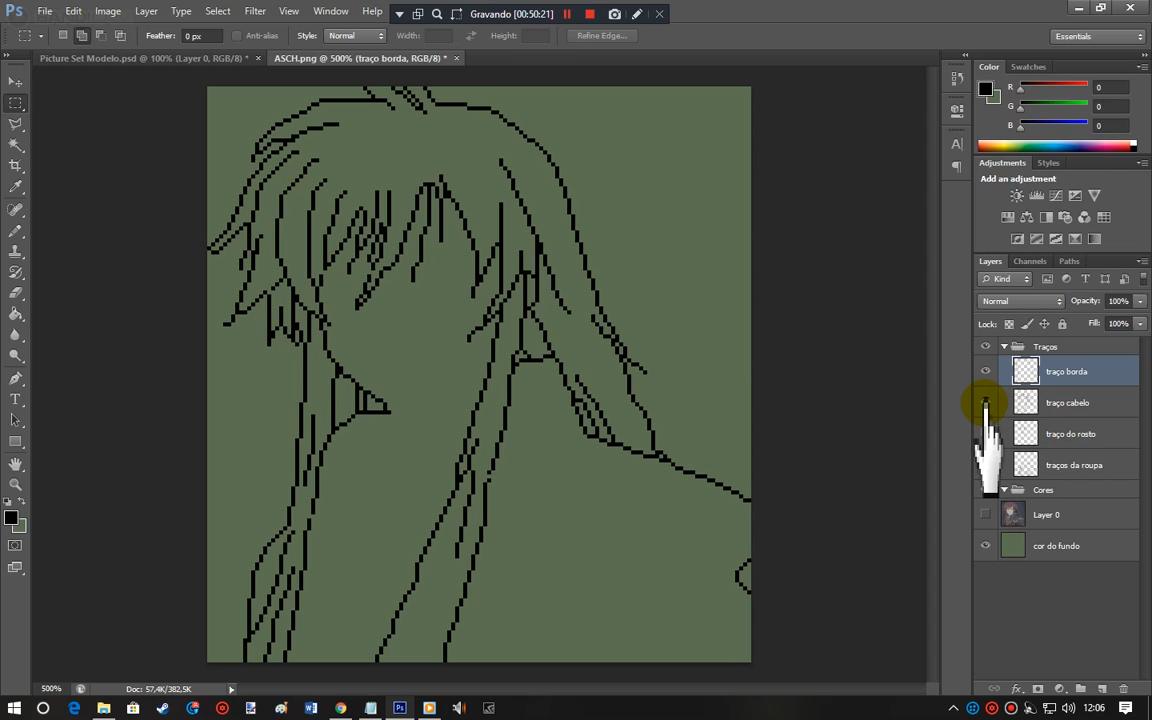 Ps File Edit Image Layer Type Select Filter View Window Help
Gravando [00:50:21]
Feather: 0 px Anti-alias Style: Normal Width: Height: Refine Edge... Essentials
Picture Set Modelo.psd @ 100% (Layer 0, RGB/8) * × ASCH.png @ 500% (traço borda, RGB/8) * ×
Color Swatches
R 0
G 0
B 0
Adjustments Styles
Add an adjustment
Layers Channels Paths
Kind
Normal Opacity: 100%
Lock: Fill: 100%
Traços
traço borda
traço cabelo
traço do rosto
traços da roupa
Cores
Layer 0
cor do fundo
500% Doc: 57,4K/382,5K
12:06